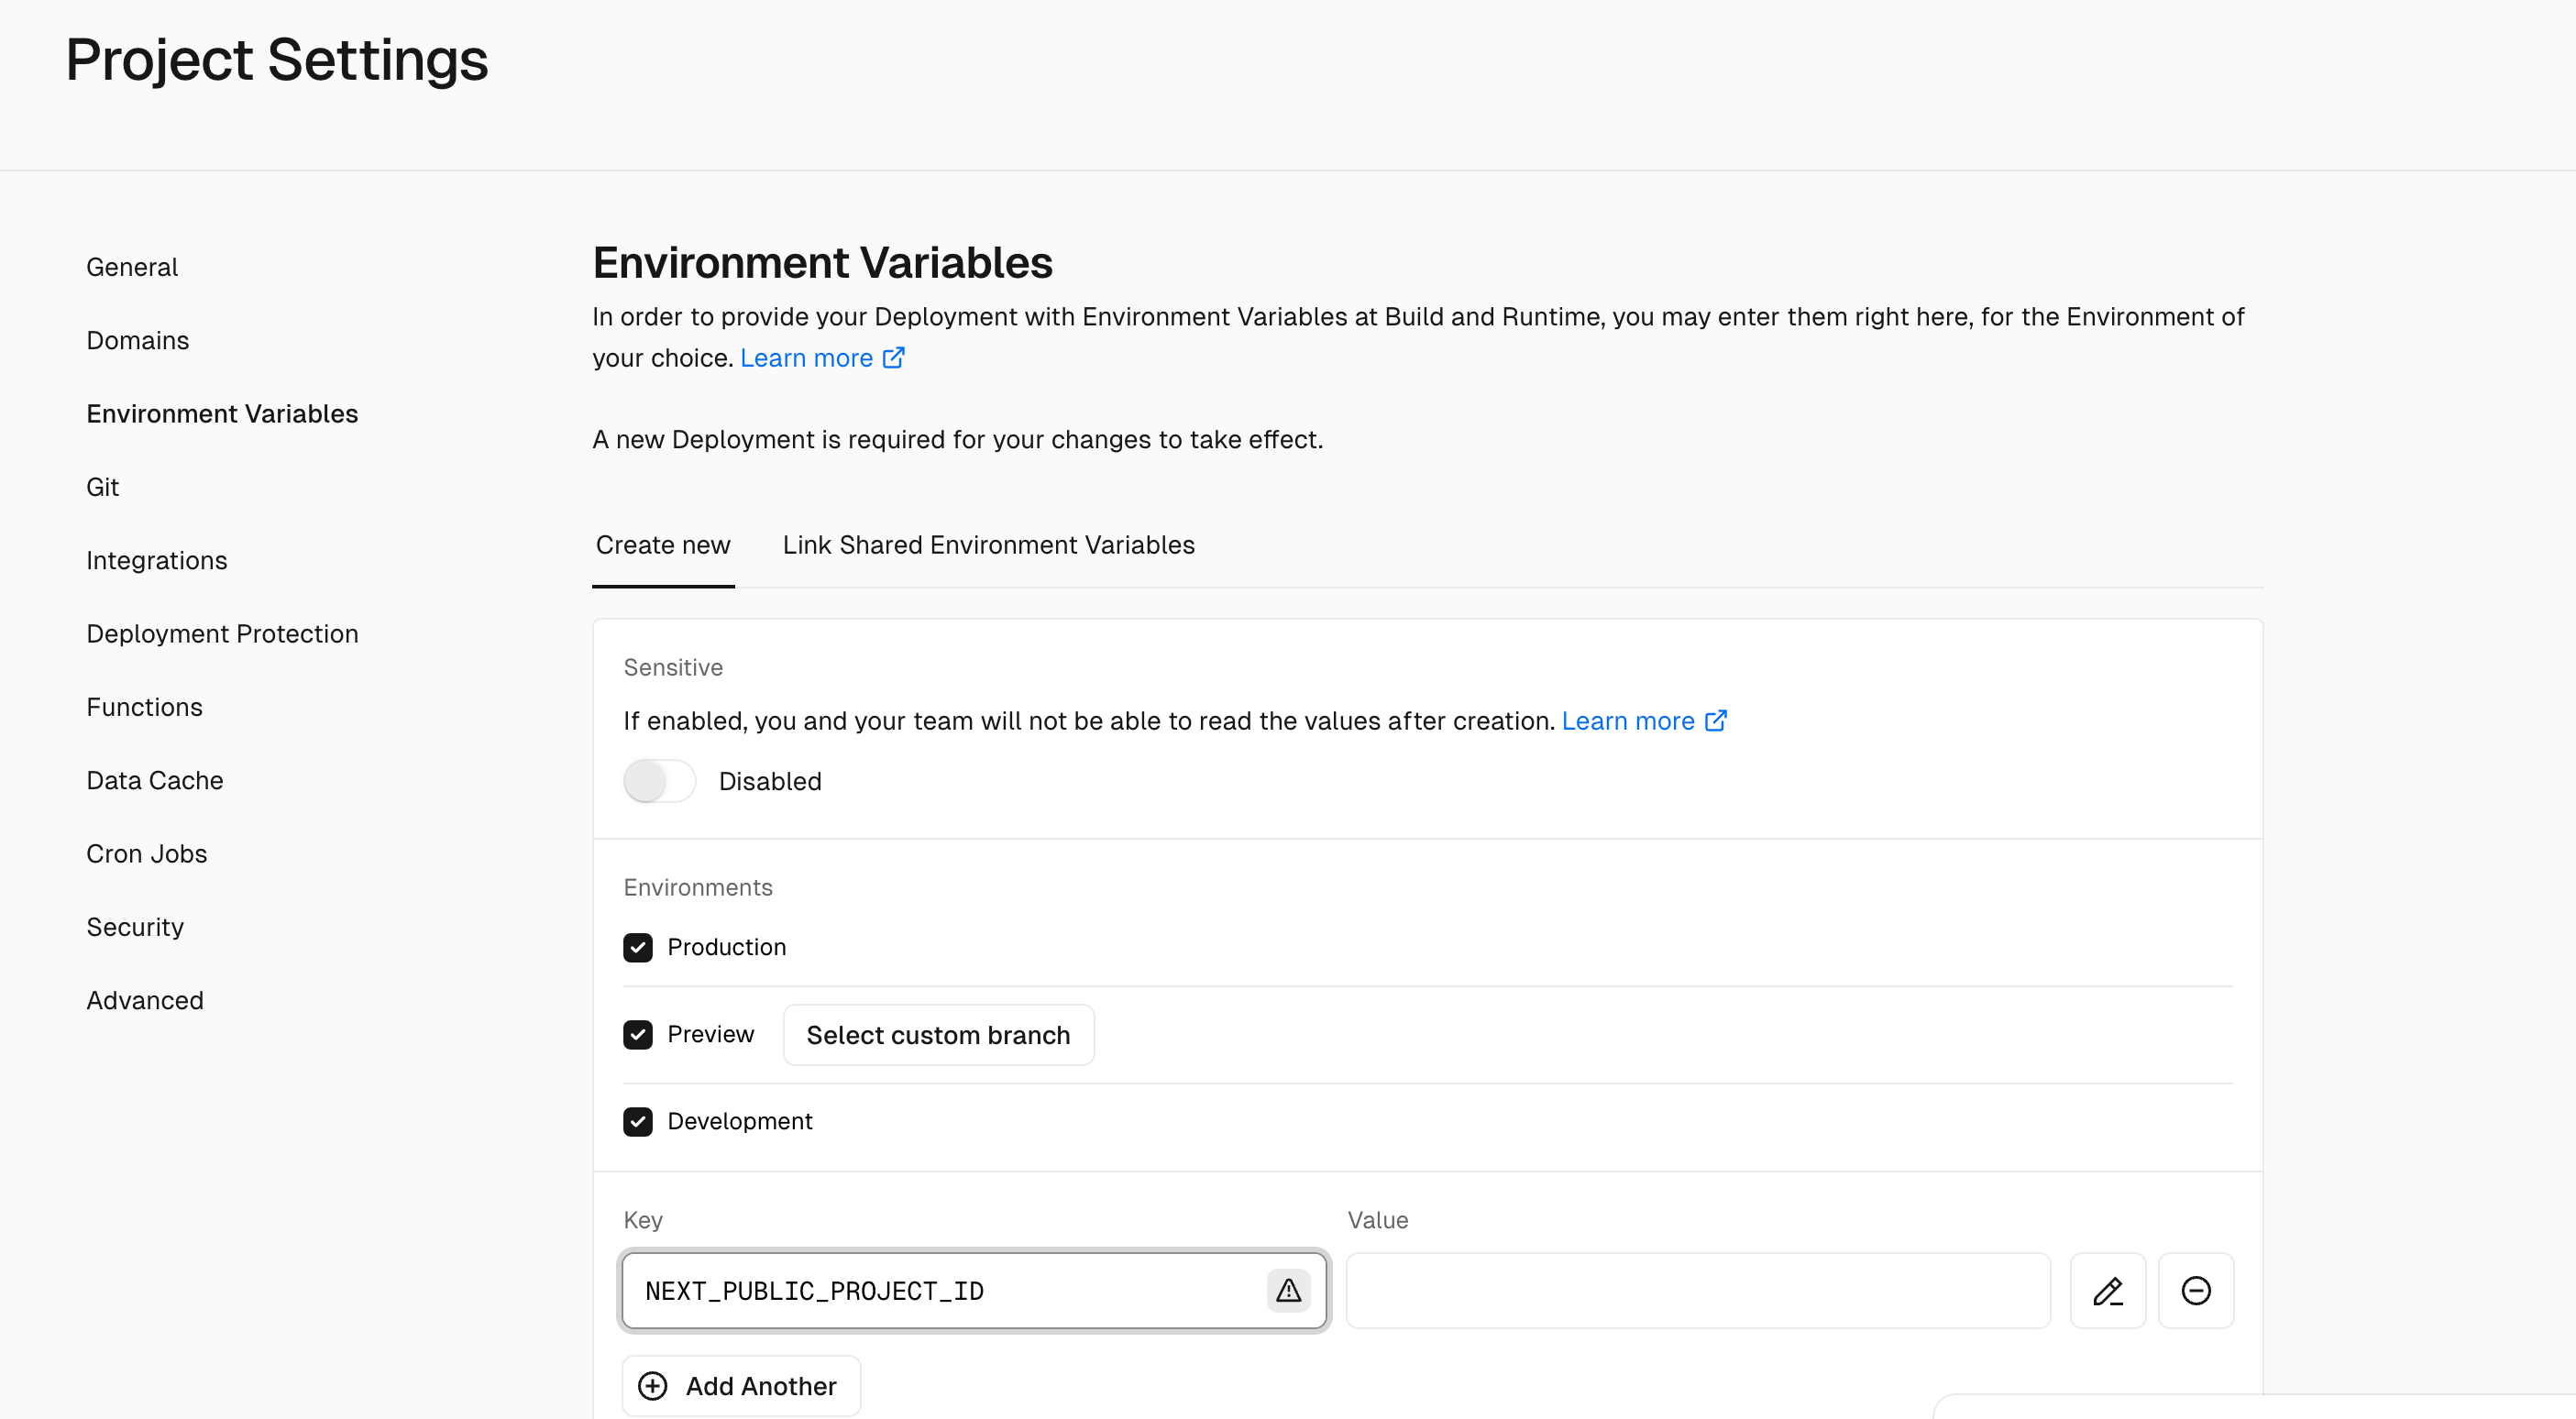 Project Settings
General
Domains
Environment Variables
Git
Integrations
Deployment Protection
Functions
Data Cache
Cron Jobs
Security
Advanced
Environment Variables
In order to provide your Deployment with Environment Variables at Build and Runtime, you may enter them right here, for the Environment of
your choice. Learn more
A new Deployment is required for your changes to take effect.
Create new
Link Shared Environment Variables
Sensitive
If enabled, you and your team will not be able to read the values after creation. Learn more
Disabled
Environments
Production
Preview
Select custom branch
Development
Key
Value
NEXT_PUBLIC_PROJECT_ID
Add Another